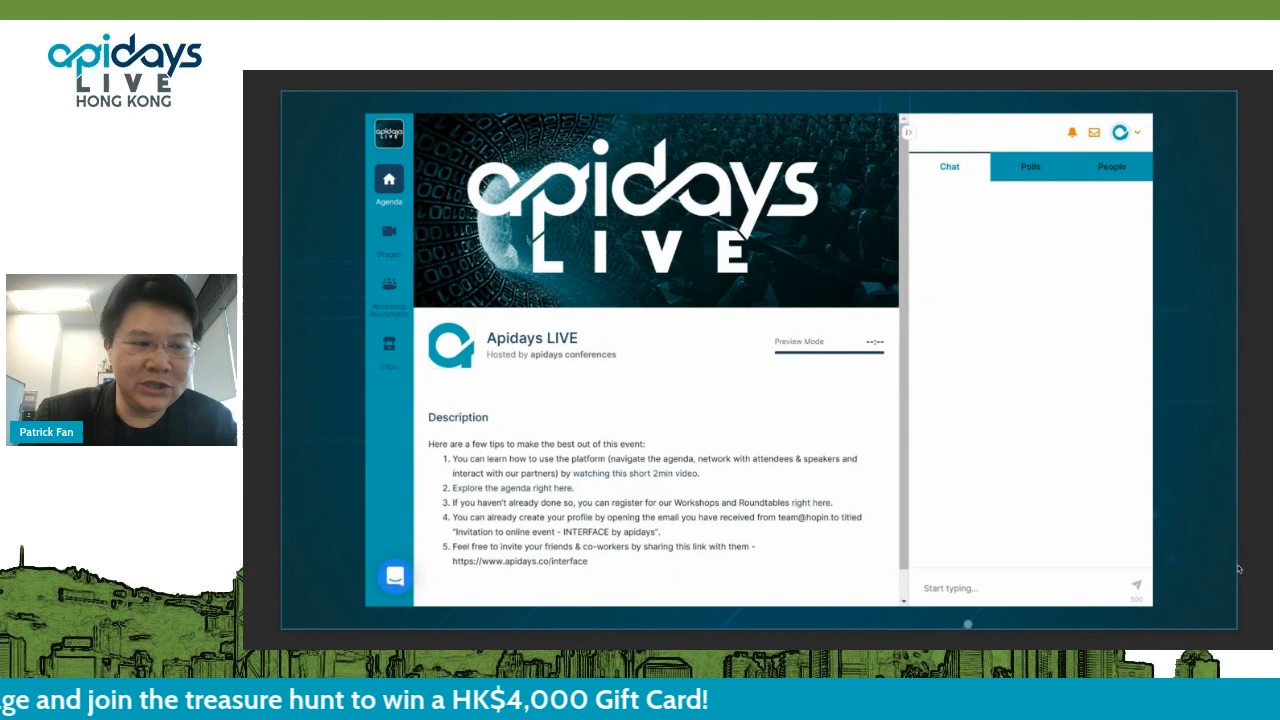 apidays
LIVE
HONG KONG
Patrick Fan
apidays
LIVE
Agenda
Stages
Workshop
Roundtable
Expo
apidays
LIVE
Apidays LIVE
Hosted by apidays conferences
Preview Mode
--:--
Description
Here are a few tips to make the best out of this event:
1. You can learn how to use the platform (navigate the agenda, network with attendees & speakers and
interact with our partners) by watching this short 2min video.
2. Explore the agenda right here.
3. If you haven't already done so, you can register for our Workshops and Roundtables right here.
4. You can already create your profile by opening the email you have received from team@hopin.to titled
"Invitation to online event - INTERFACE by apidays".
5. Feel free to invite your friends & co-workers by sharing this link with them -
https://www.apidays.co/interface
Chat
Polls
People
Start typing...
500
ge and join the treasure hunt to win a HK$4,000 Gift Card!